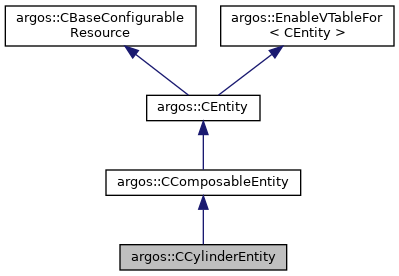 argos::CBaseConfigurable
Resource
argos::EnableVTableFor
< CEntity >
argos::CEntity
argos::CComposableEntity
argos::CCylinderEntity